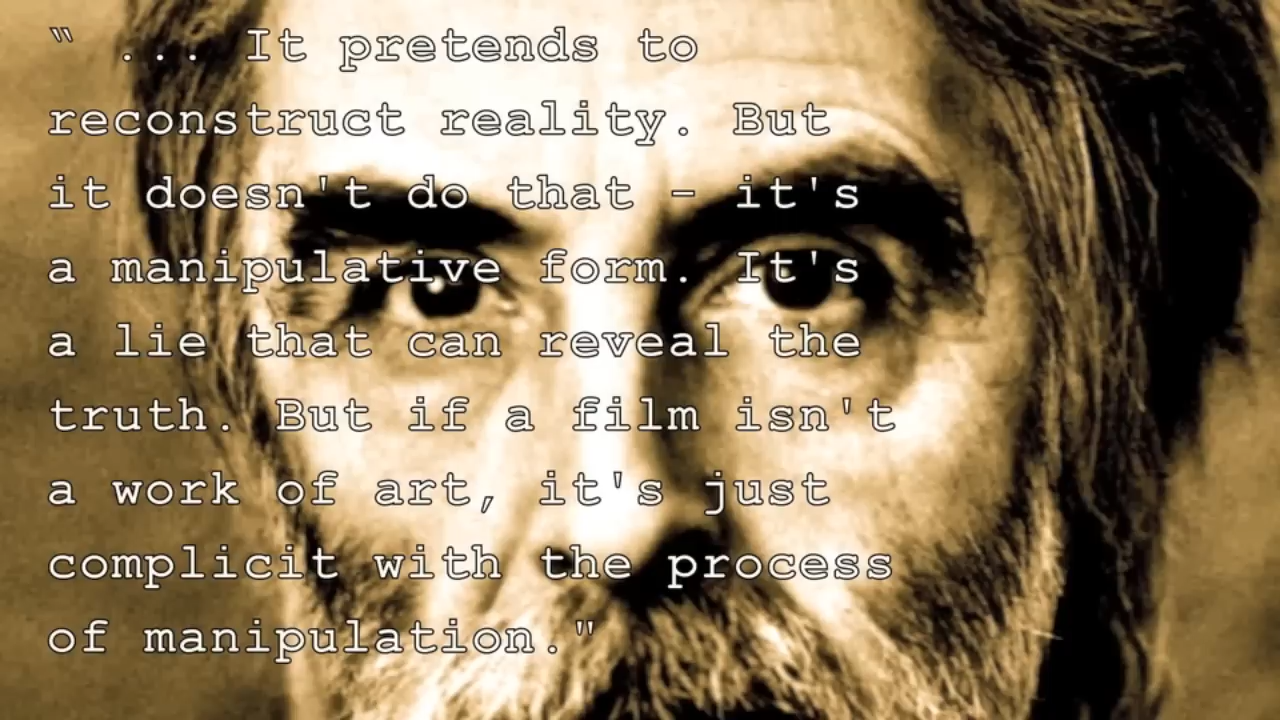 “ ... It pretends to
reconstruct reality. But
it doesn't do that - it's
a manipulative form. It's
a lie that can reveal the
truth. But if a film isn't
a work of art, it's just
complicit with the process
of manipulation."